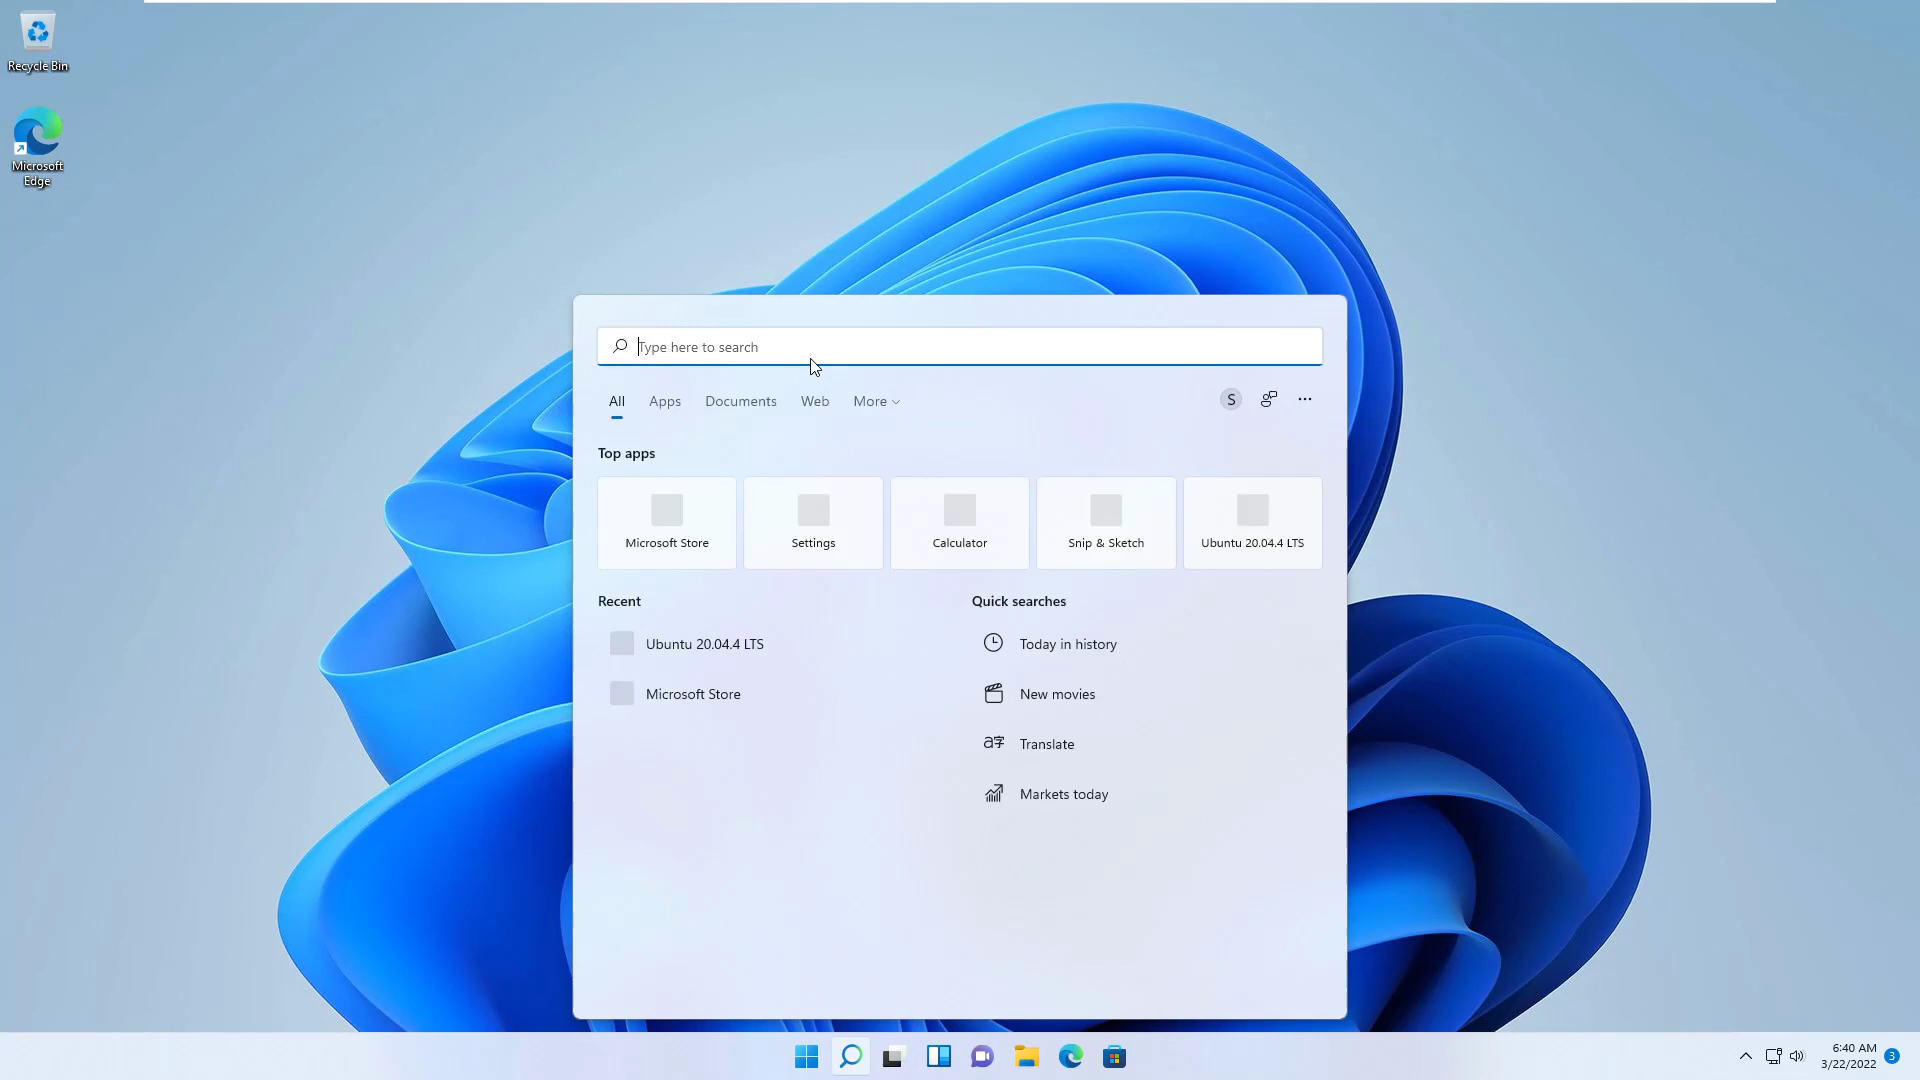 Recycle Bin
Microsoft
Edge
Type here to search
All Apps Documents Web More
S
Top apps
Microsoft Store Settings Calculator Snip & Sketch Ubuntu 20.04.4 LTS
Recent Quick searches
Ubuntu 20.04.4 LTS Today in history
Microsoft Store New movies
Translate
Markets today
6:40 AM
3/22/2022
3